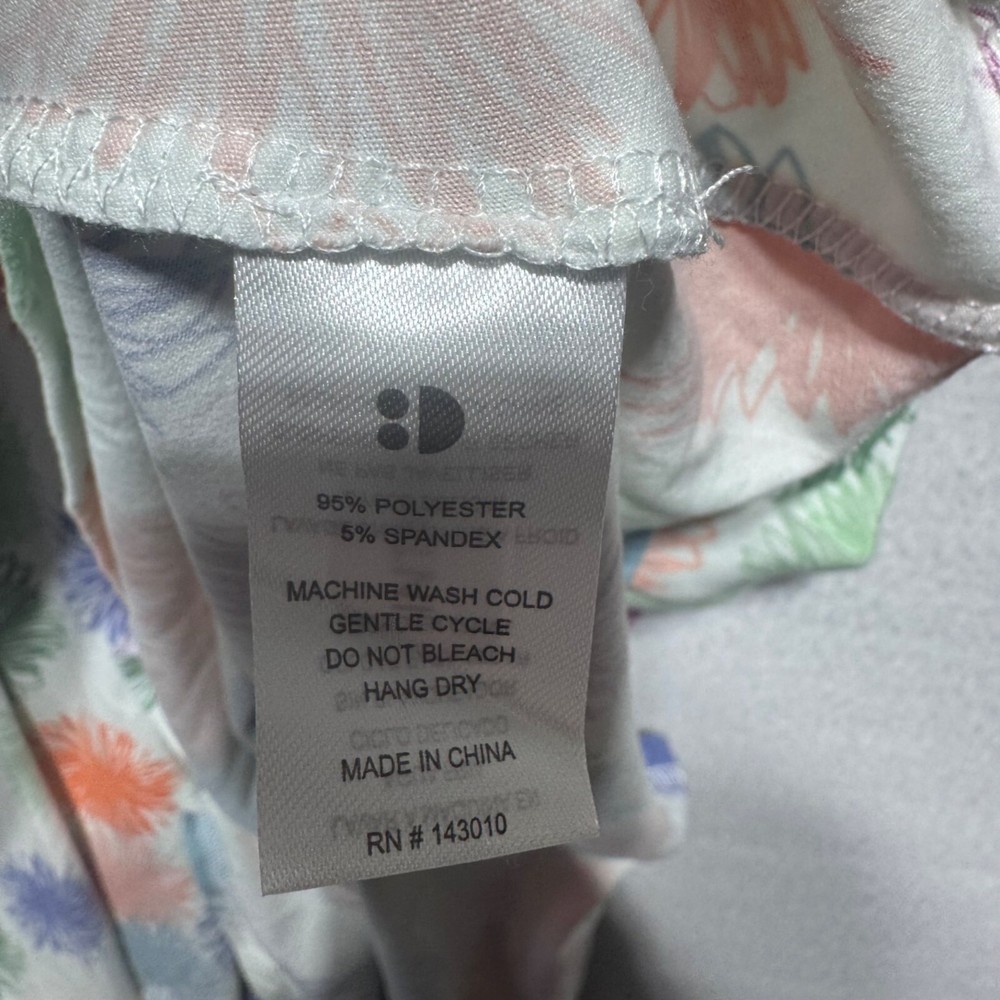 :D
95% POLYESTER
5% SPANDEX
MACHINE WASH COLD
GENTLE CYCLE
DO NOT BLEACH
HANG DRY
MADE IN CHINA
RN # 143010